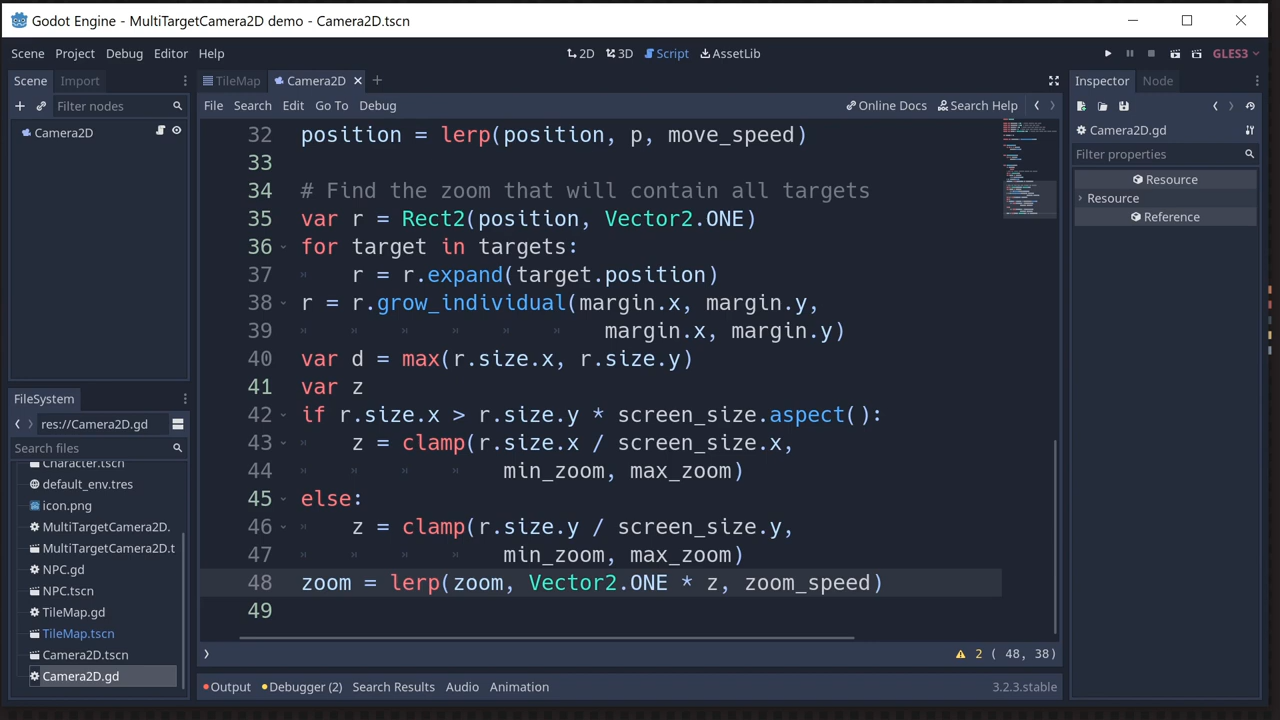 Godot Engine - MultiTargetCamera2D demo - Camera2D.tscn
Scene Project Debug Editor Help
2D 3D Script AssetLib
GLES3
Scene Import
Filter nodes
Camera2D
TileMap Camera2D
File Search Edit Go To Debug
Online Docs Search Help
32 position = lerp(position, p, move_speed)
33
34 # Find the zoom that will contain all targets
35 var r = Rect2(position, Vector2.ONE)
36 for target in targets:
37 r = r.expand(target.position)
38 r = r.grow_individual(margin.x, margin.y,
39 margin.x, margin.y)
40 var d = max(r.size.x, r.size.y)
41 var z
42 if r.size.x > r.size.y * screen_size.aspect():
43 z = clamp(r.size.x / screen_size.x,
44 min_zoom, max_zoom)
45 else:
46 z = clamp(r.size.y / screen_size.y,
47 min_zoom, max_zoom)
48 zoom = lerp(zoom, Vector2.ONE * z, zoom_speed)
49
2 ( 48, 38)
Output Debugger (2) Search Results Audio Animation
3.2.3.stable
FileSystem
res://Camera2D.gd
Search files
Character.tscn
default_env.tres
icon.png
MultiTargetCamera2D.
MultiTargetCamera2D.t
NPC.gd
NPC.tscn
TileMap.gd
TileMap.tscn
Camera2D.tscn
Camera2D.gd
Inspector Node
Camera2D.gd
Filter properties
Resource
Resource
Reference